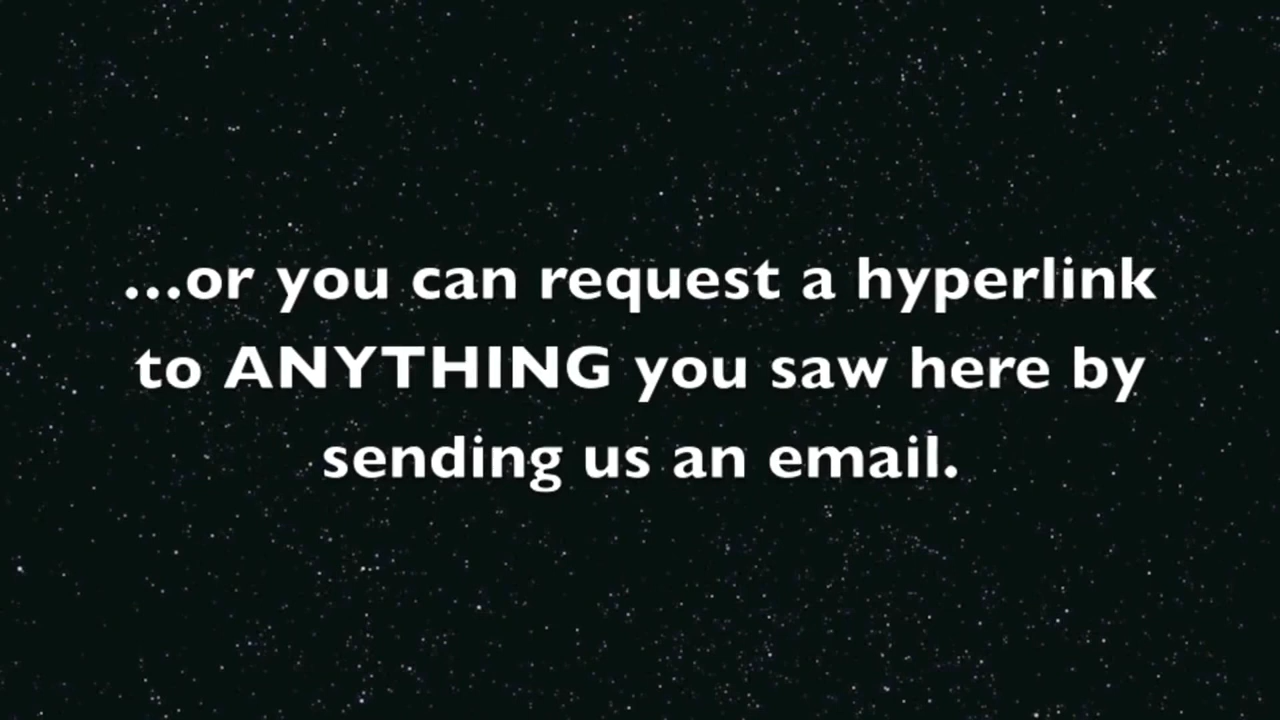 ...or you can request a hyperlink
to ANYTHING you saw here by
sending us an email.